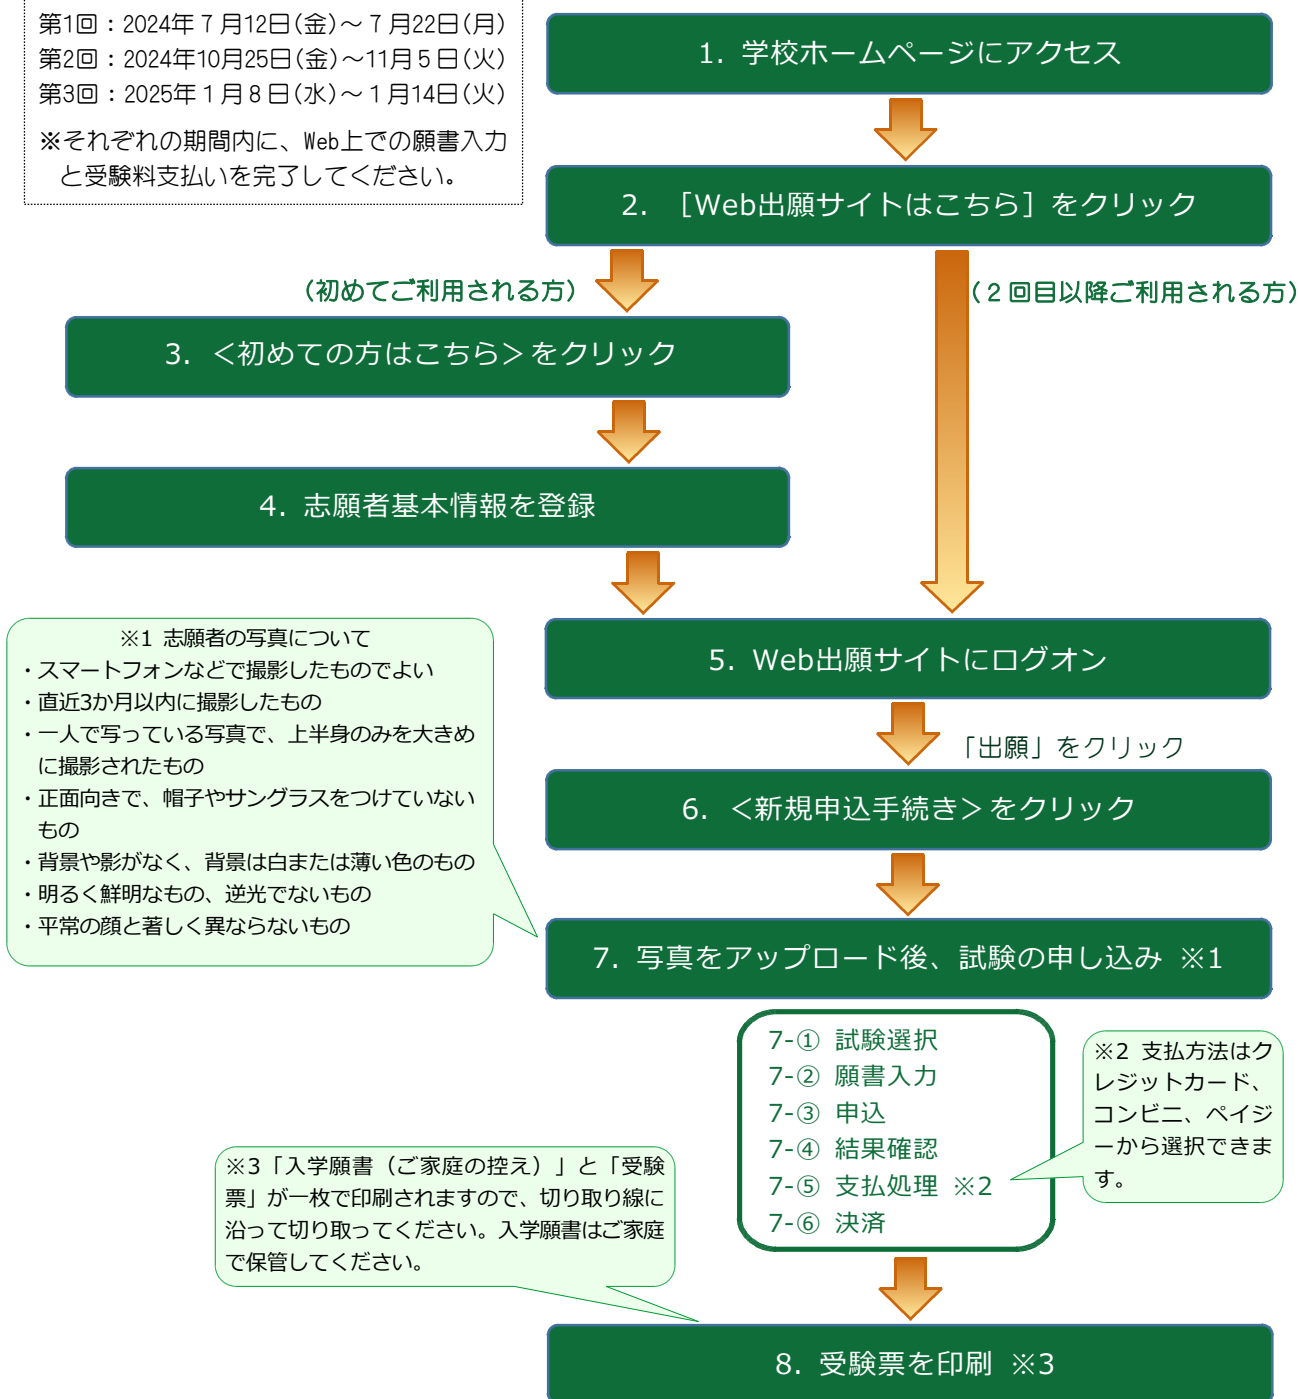 第1回：2024年７月12日(金)～７月22日(月)
第2回：2024年10月25日(金)～11月５日(火)
第3回：2025年１月８日(水)～１月14日(火)
※それぞれの期間内に、Web上での願書入力
と受験料支払いを完了してください。
1. 学校ホームページにアクセス
2. ［Web出願サイトはこちら］をクリック
(初めてご利用される方)
(２回目以降ご利用される方)
3. ＜初めての方はこちら＞をクリック
4. 志願者基本情報を登録
※1 志願者の写真について
・スマートフォンなどで撮影したものでよい
・直近3か月以内に撮影したもの
・一人で写っている写真で、上半身のみを大きめ
に撮影されたもの
・正面向きで、帽子やサングラスをつけていない
もの
・背景や影がなく、背景は白または薄い色のもの
・明るく鮮明なもの、逆光でないもの
・平常の顔と著しく異ならないもの
5. Web出願サイトにログオン
「出願」をクリック
6. ＜新規申込手続き＞をクリック
7. 写真をアップロード後、試験の申し込み ※1
7-① 試験選択
7-② 願書入力
7-③ 申込
7-④ 結果確認
7-⑤ 支払処理 ※2
7-⑥ 決済
※2 支払方法はク
レジットカード、
コンビニ、ペイジ
ーから選択できま
す。
※3「入学願書（ご家庭の控え）」と「受験
票」が一枚で印刷されますので、切り取り線に
沿って切り取ってください。入学願書はご家庭
で保管してください。
8. 受験票を印刷 ※3